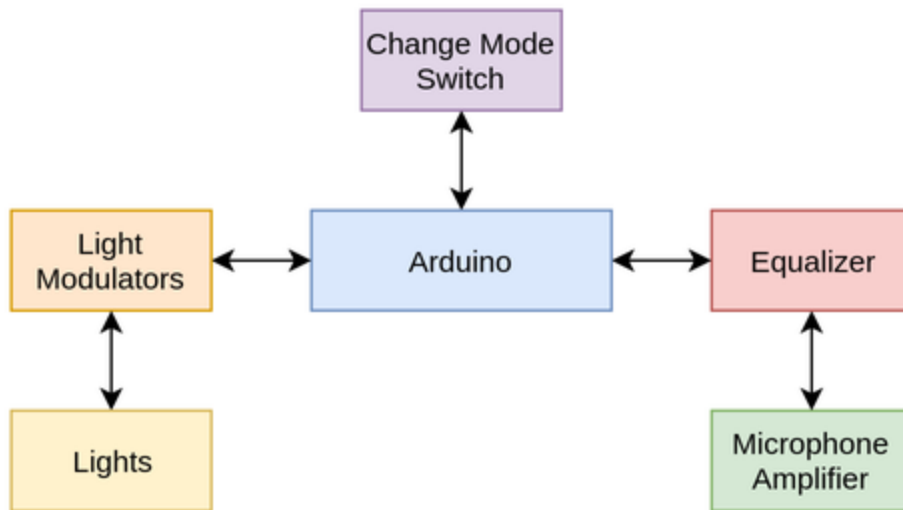 Change Mode
Switch
Light
Modulators
Arduino
Equalizer
Lights
Microphone
Amplifier